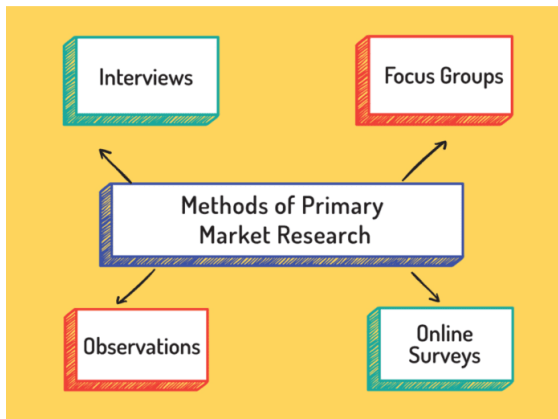 Interviews
Focus Groups
Methods of Primary
Market Research
Observations
Online
Surveys